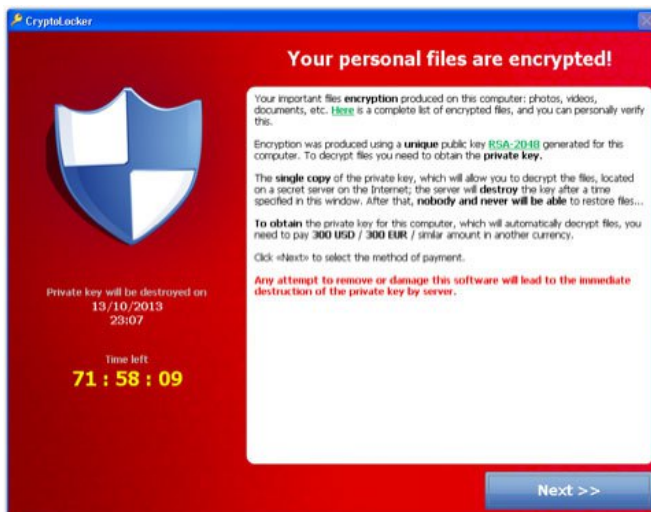 CryptoLocker
Your personal files are encrypted!
Your important files encryption produced on this computer: photos, videos,
documents, etc. Here is a complete list of encrypted files, and you can personally verify
this.
Encryption was produced using a unique public key RSA-2048 generated for this
computer. To decrypt files you need to obtain the private key.
The single copy of the private key, which will allow you to decrypt the files, located
on a secret server on the Internet; the server will destroy the key after a time
specified in this window. After that, nobody and never will be able to restore files...
To obtain the private key for this computer, which will automatically decrypt files, you
need to pay 300 USD / 300 EUR / similar amount in another currency.
Click «Next» to select the method of payment.
Any attempt to remove or damage this software will lead to the immediate
destruction of the private key by server.
Private key will be destroyed on
13/10/2013
23:07
Time left
71 : 58 : 09
Next >>